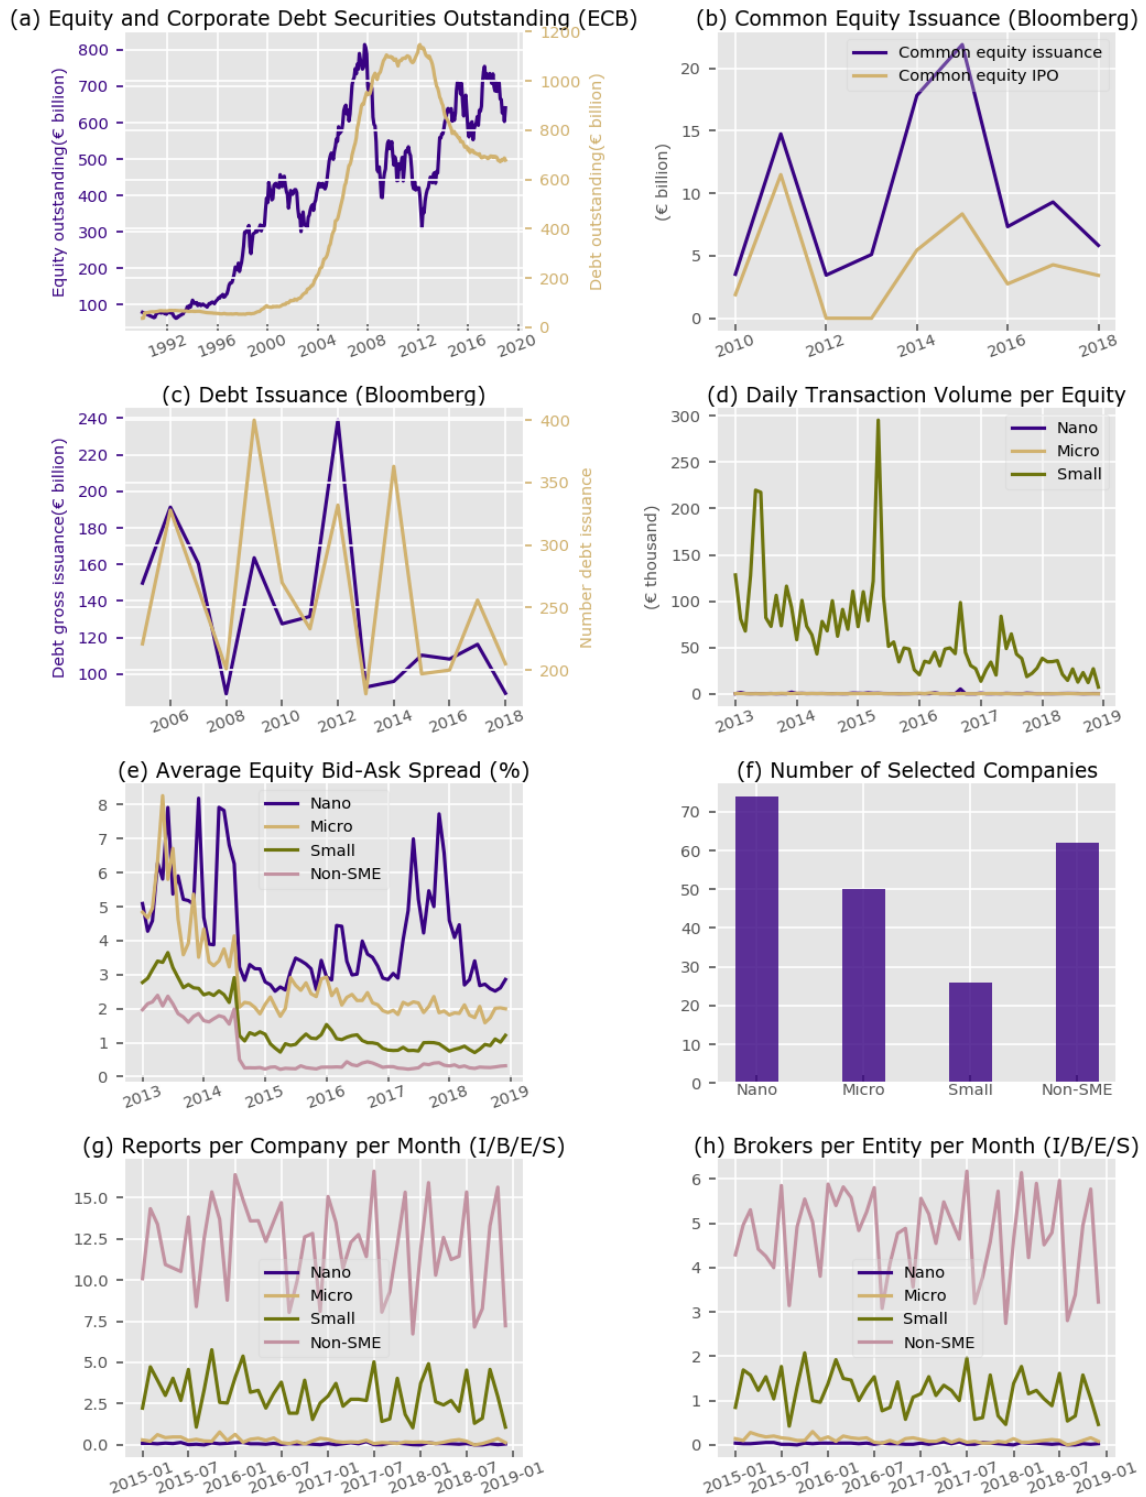 (a) Equity and Corporate Debt Securities Outstanding (ECB)
Equity outstanding(€ billion)
800
700
600
500
400
300
200
100
1200
1000
800
600
400
200
0
Debt outstanding(€ billion)
1992 1996 2000 2004 2008 2012 2016 2020
(b) Common Equity Issuance (Bloomberg)
Common equity issuance
Common equity IPO
(€ billion)
20
15
10
5
0
2010 2012 2014 2016 2018
(c) Debt Issuance (Bloomberg)
Debt gross issuance(€ billion)
240
220
200
180
160
140
120
100
400
350
300
250
200
Number debt issuance
2006 2008 2010 2012 2014 2016 2018
(d) Daily Transaction Volume per Equity
Nano
Micro
Small
(€ thousand)
300
250
200
150
100
50
0
2013 2014 2015 2016 2017 2018 2019
(e) Average Equity Bid-Ask Spread (%)
Nano
Micro
Small
Non-SME
8
7
6
5
4
3
2
1
0
2013 2014 2015 2016 2017 2018 2019
(f) Number of Selected Companies
70
60
50
40
30
20
10
0
Nano Micro Small Non-SME
(g) Reports per Company per Month (I/B/E/S)
15.0
12.5
10.0
7.5
5.0
2.5
0.0
Nano
Micro
Small
Non-SME
2015-01 2015-07 2016-01 2016-07 2017-01 2017-07 2018-01 2018-07 2019-01
(h) Brokers per Entity per Month (I/B/E/S)
6
5
4
3
2
1
0
Nano
Micro
Small
Non-SME
2015-01 2015-07 2016-01 2016-07 2017-01 2017-07 2018-01 2018-07 2019-01